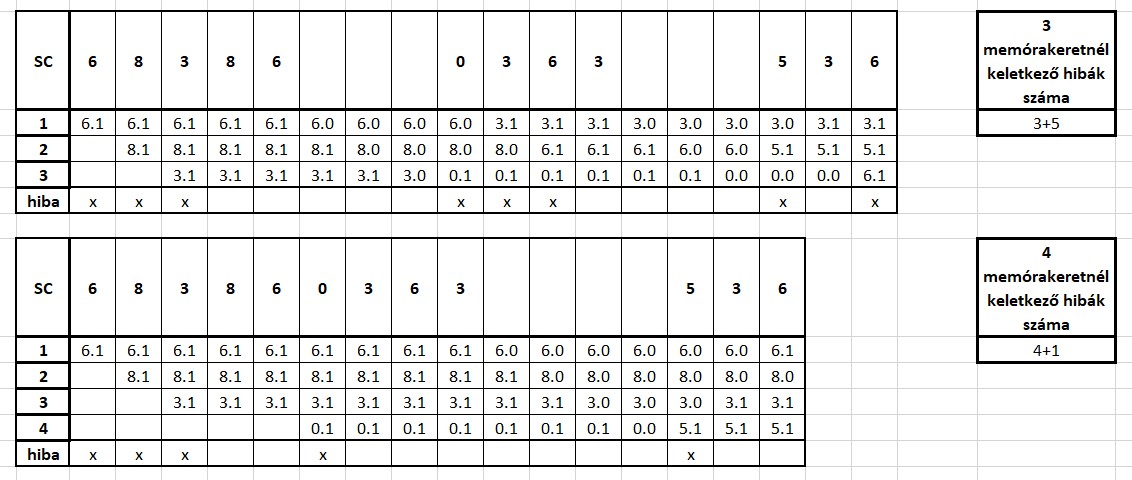 SC 6 8 3 8 6 0 3 6 3 5 3 6
1 6.1 6.1 6.1 6.1 6.1 6.0 6.0 6.0 6.0 3.1 3.1 3.1 3.0 3.0 3.0 3.0 3.1 3.1
2 8.1 8.1 8.1 8.1 8.1 8.0 8.0 8.0 8.0 6.1 6.1 6.1 6.0 6.0 5.1 5.1 5.1
3 3.1 3.1 3.1 3.1 3.1 3.0 0.1 0.1 0.1 0.1 0.1 0.1 0.0 0.0 0.0 6.1
hiba x x x x x x x x
3
memórakeretnél
keletkező hibák
száma
3+5
SC 6 8 3 8 6 0 3 6 3 5 3 6
1 6.1 6.1 6.1 6.1 6.1 6.1 6.1 6.1 6.1 6.0 6.0 6.0 6.0 6.0 6.0 6.1
2 8.1 8.1 8.1 8.1 8.1 8.1 8.1 8.1 8.1 8.0 8.0 8.0 8.0 8.0 8.0
3 3.1 3.1 3.1 3.1 3.1 3.1 3.1 3.1 3.1 3.0 3.0 3.0 3.1 3.1
4 0.1 0.1 0.1 0.1 0.1 0.1 0.1 0.0 5.1 5.1 5.1
hiba x x x x x
4
memórakeretnél
keletkező hibák
száma
4+1